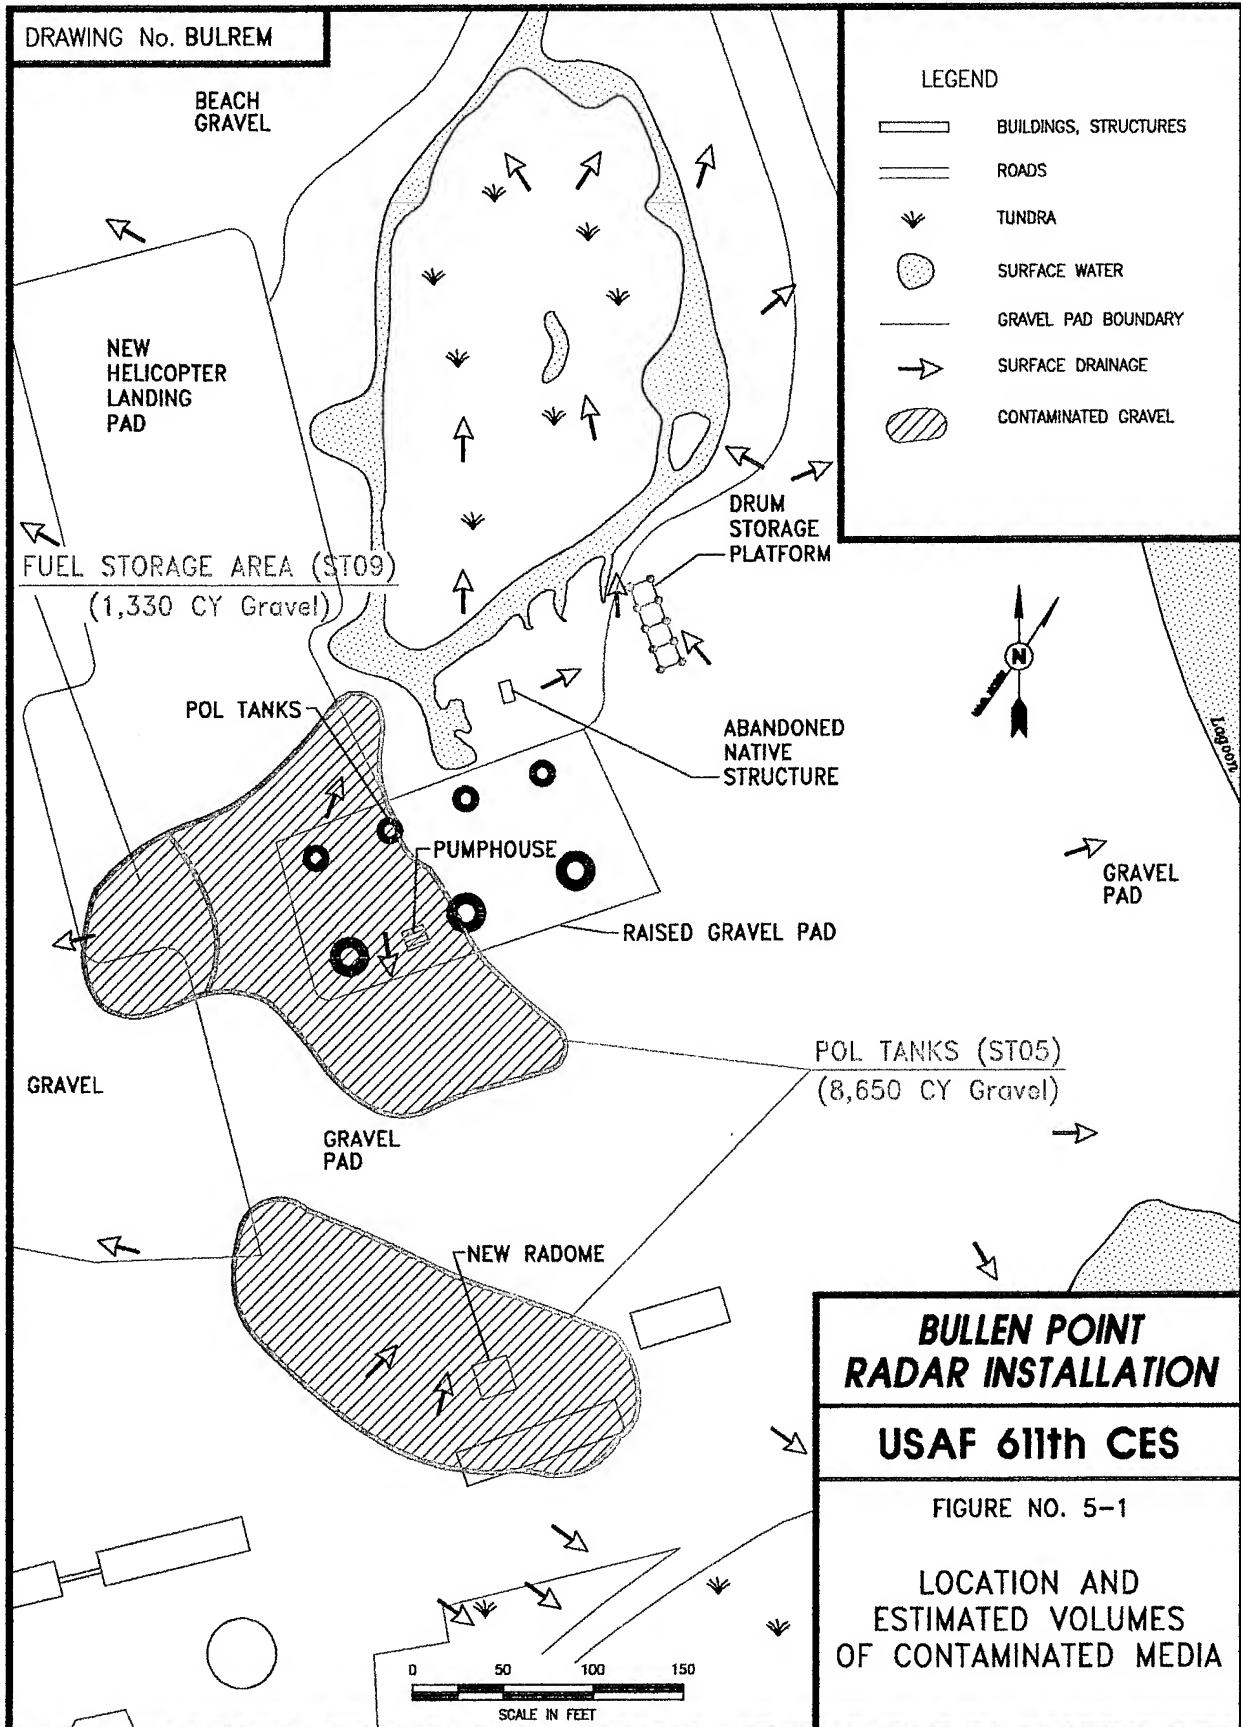 DRAWING No. BULREM
BEACH
GRAVEL
LEGEND
BUILDINGS, STRUCTURES
ROADS
TUNDRA
SURFACE WATER
GRAVEL PAD BOUNDARY
SURFACE DRAINAGE
CONTAMINATED GRAVEL
NEW
HELICOPTER
LANDING
PAD
DRUM
STORAGE
PLATFORM
FUEL STORAGE AREA (ST09)
(1,330 CY Gravel)
N
Lagoon
POL TANKS
ABANDONED
NATIVE
STRUCTURE
PUMPHOUSE
GRAVEL
PAD
RAISED GRAVEL PAD
POL TANKS (ST05)
(8,650 CY Gravel)
GRAVEL
GRAVEL
PAD
NEW RADOME
BULLEN POINT
RADAR INSTALLATION
USAF 611th CES
FIGURE NO. 5-1
LOCATION AND
ESTIMATED VOLUMES
OF CONTAMINATED MEDIA
0 50 100 150
SCALE IN FEET